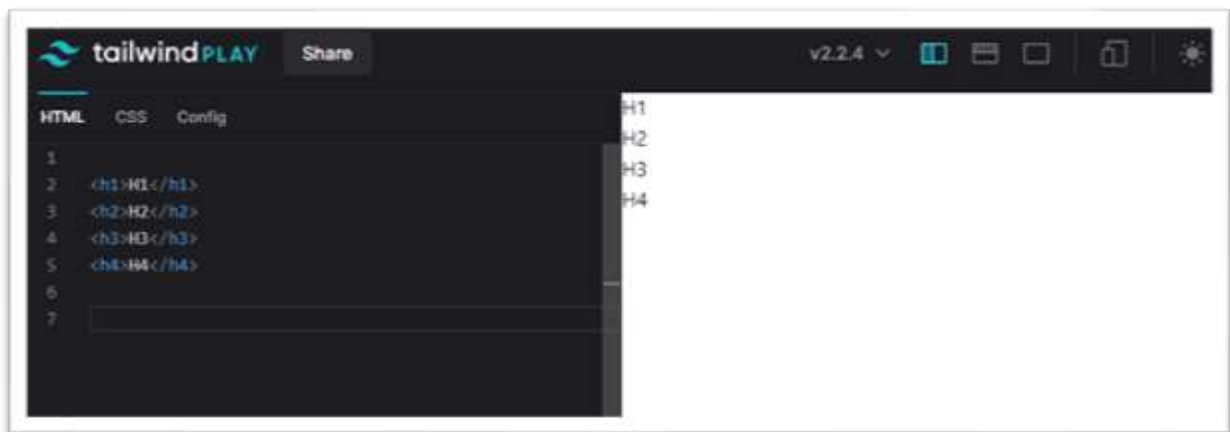 tailwind PLAY Share v2.2.4
HTML CSS Config
1
2 <h1>H1</h1>
3 <h2>H2</h2>
4 <h3>H3</h3>
5 <h4>H4</h4>
6
7
H1
H2
H3
H4